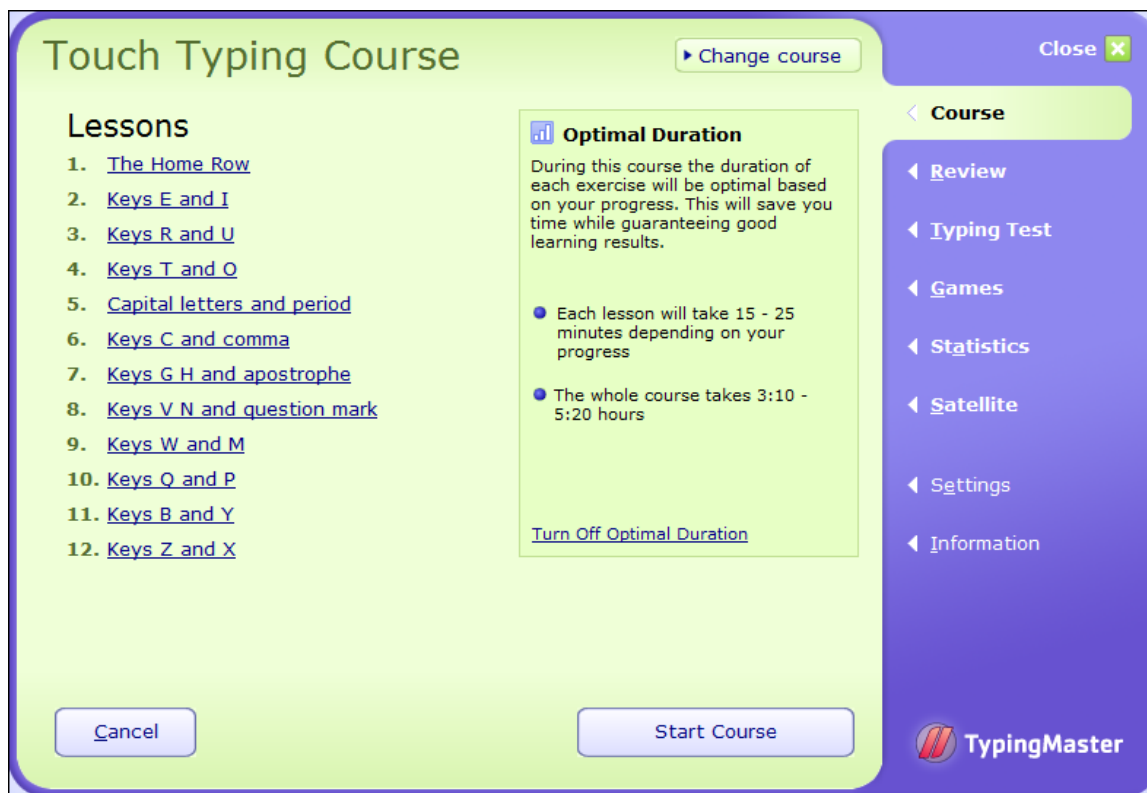 Touch Typing Course
Change course
Lessons
1. The Home Row
2. Keys E and I
3. Keys R and U
4. Keys T and O
5. Capital letters and period
6. Keys C and comma
7. Keys G H and apostrophe
8. Keys V N and question mark
9. Keys W and M
10. Keys Q and P
11. Keys B and Y
12. Keys Z and X
Optimal Duration
During this course the duration of
each exercise will be optimal based
on your progress. This will save you
time while guaranteeing good
learning results.
Each lesson will take 15 - 25
minutes depending on your
progress
The whole course takes 3:10 -
5:20 hours
Turn Off Optimal Duration
Cancel
Start Course
Close
Course
Review
Typing Test
Games
Statistics
Satellite
Settings
Information
TypingMaster